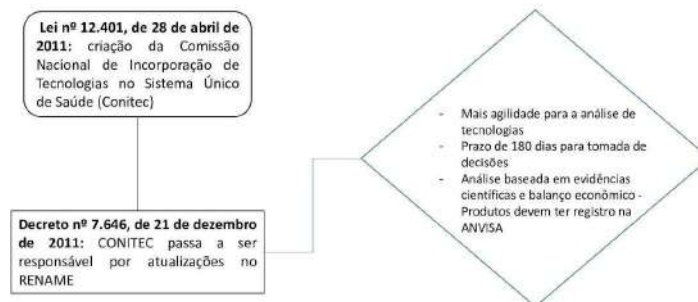 Lei nº 12.401, de 28 de abril de
2011: criação da Comissão
Nacional de Incorporação de
Tecnologias no Sistema Único
de Saúde (Conitec)
Decreto nº 7.646, de 21 de dezembro
de 2011: CONITEC passa a ser
responsável por atualizações no
RENAME
- Mais agilidade para a análise de
tecnologias
- Prazo de 180 dias para tomada de
decisões
- Análise baseada em evidências
científicas e balanço econômico -
Produtos devem ter registro na
ANVISA